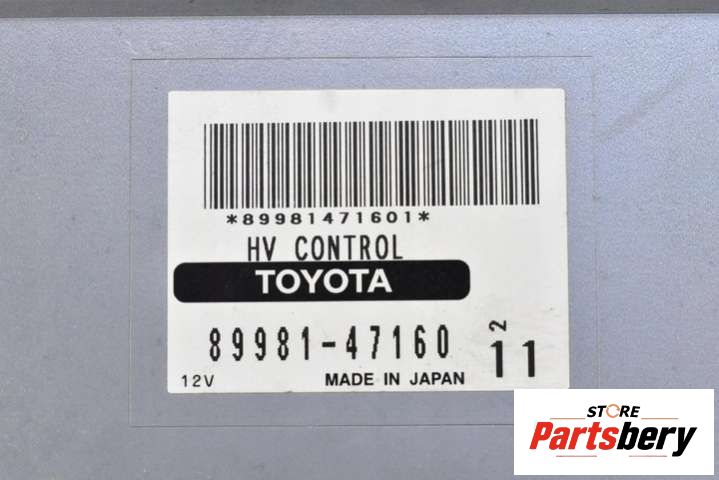 *89981471601*
HV CONTROL
TOYOTA
89981-47160
2
11
12V
MADE IN JAPAN
STORE
Partsbery